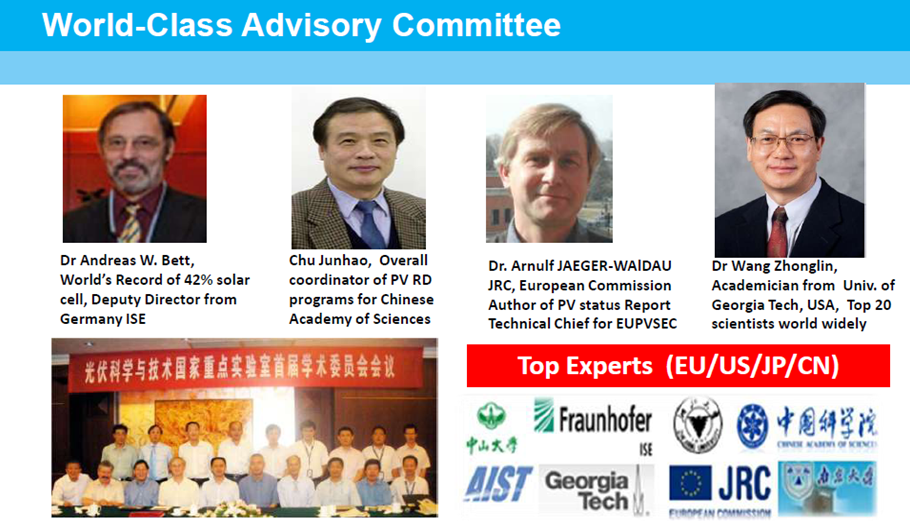 World-Class Advisory Committee
Dr Andreas W. Bett,
World's Record of 42% solar
cell, Deputy Director from
Germany ISE
Chu Junhao, Overall
coordinator of PV RD
programs for Chinese
Academy of Sciences
Dr. Arnulf JAEGER-WAlDAU
JRC, European Commission
Author of PV status Report
Technical Chief for EUPVSEC
Dr Wang Zhonglin,
Academician from Univ. of
Georgia Tech, USA, Top 20
scientists world widely
光伏科学与技术国家重点实验室首届学术委员会会议
Top Experts (EU/US/JP/CN)
中山大學
Fraunhofer
ISE
中国科学院
CHINESE ACADEMY OF SCIENCES
AIST
Georgia
Tech
JRC
EUROPEAN COMMISSION
南京大学